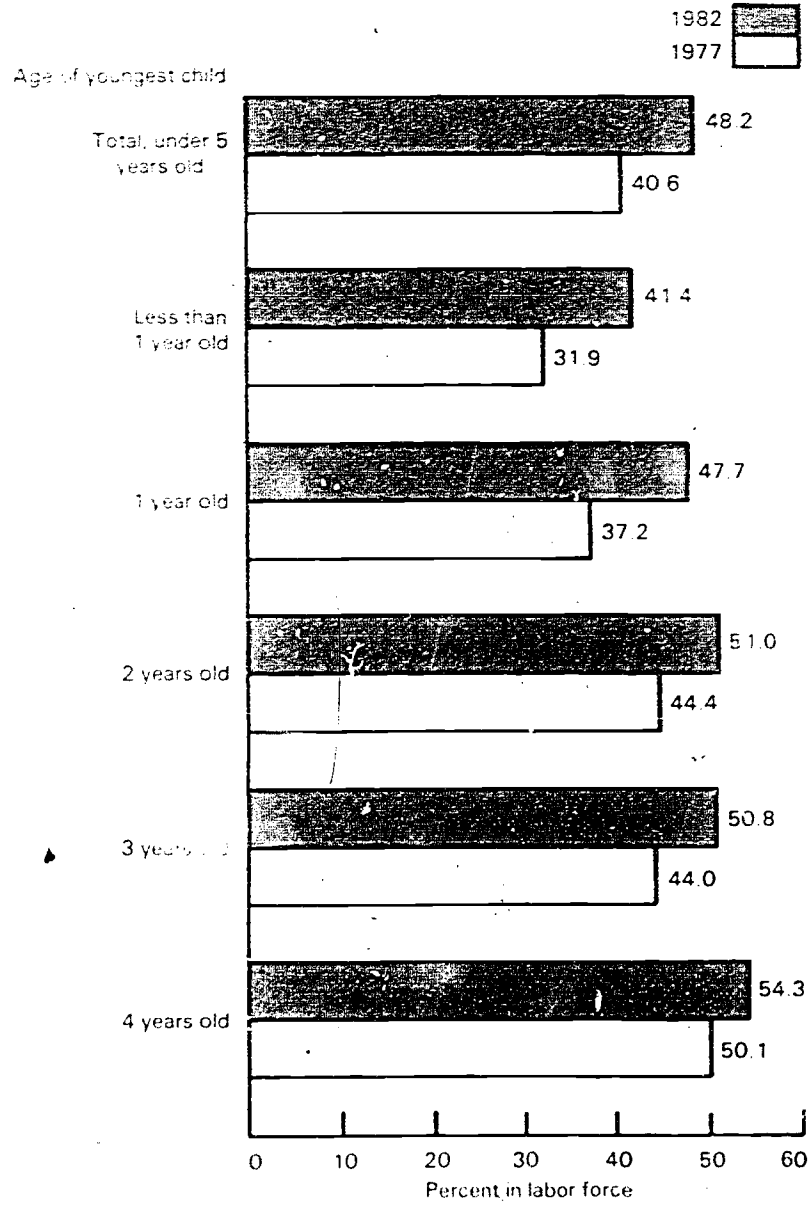 1982
1977
Age of youngest child
Total, under 5
years old
48.2
40.6
Less than
1 year old
41.4
31.9
1 year old
47.7
37.2
2 years old
51.0
44.4
3 years old
50.8
44.0
4 years old
54.3
50.1
0 10 20 30 40 50 60
Percent in labor force